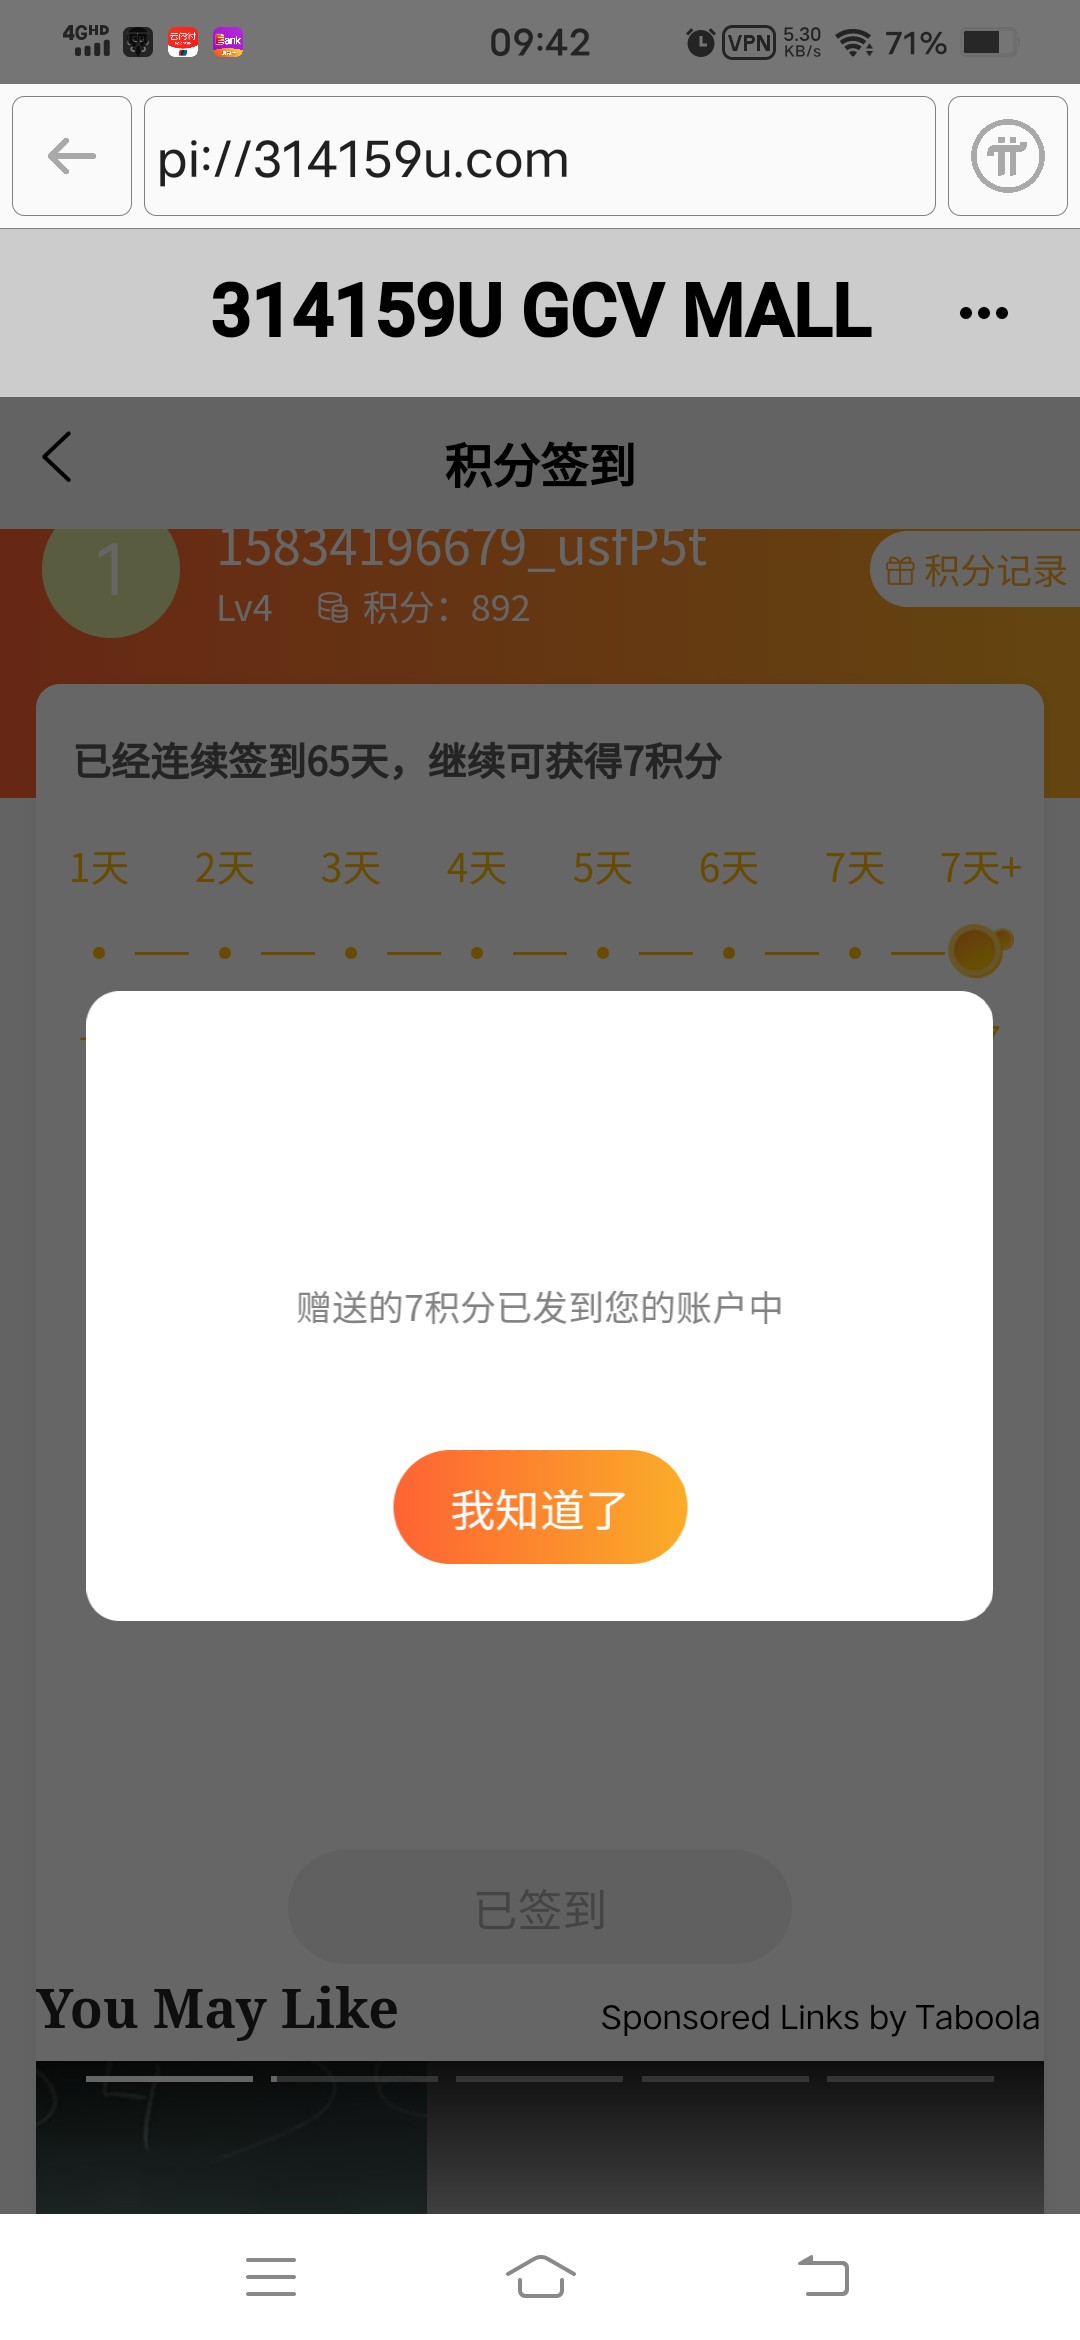 4GHD
云闪付
Bank
09:42
VPN
5.30
KB/s
71%
pi://314159u.com
314159U GCV MALL
积分签到
1
15834196679_usfP5t
积分记录
Lv4 积分：892
已经连续签到65天，继续可获得7积分
1天 2天 3天 4天 5天 6天 7天 7天+
赠送的7积分已发到您的账户中
我知道了
已签到
You May Like
Sponsored Links by Taboola